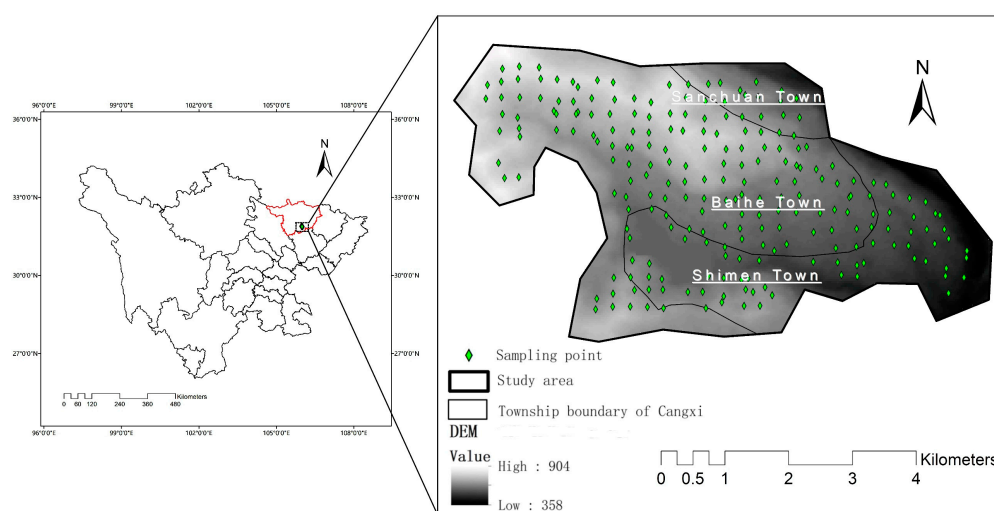 96°0'0"E 99°0'0"E 102°0'0"E 105°0'0"E 108°0'0"E
36°0'0"N
36°0'0"N
33°0'0"N
33°0'0"N
30°0'0"N
30°0'0"N
27°0'0"N
27°0'0"N
N
Kilometers
0 60 120 240 360 480
96°0'0"E 99°0'0"E 102°0'0"E 105°0'0"E 108°0'0"E
N
Sanchuan Town
Baihe Town
Shimen Town
Sampling point
Study area
Township boundary of Cangxi
DEM
Value
High : 904
Low : 358
Kilometers
0 0.5 1 2 3 4